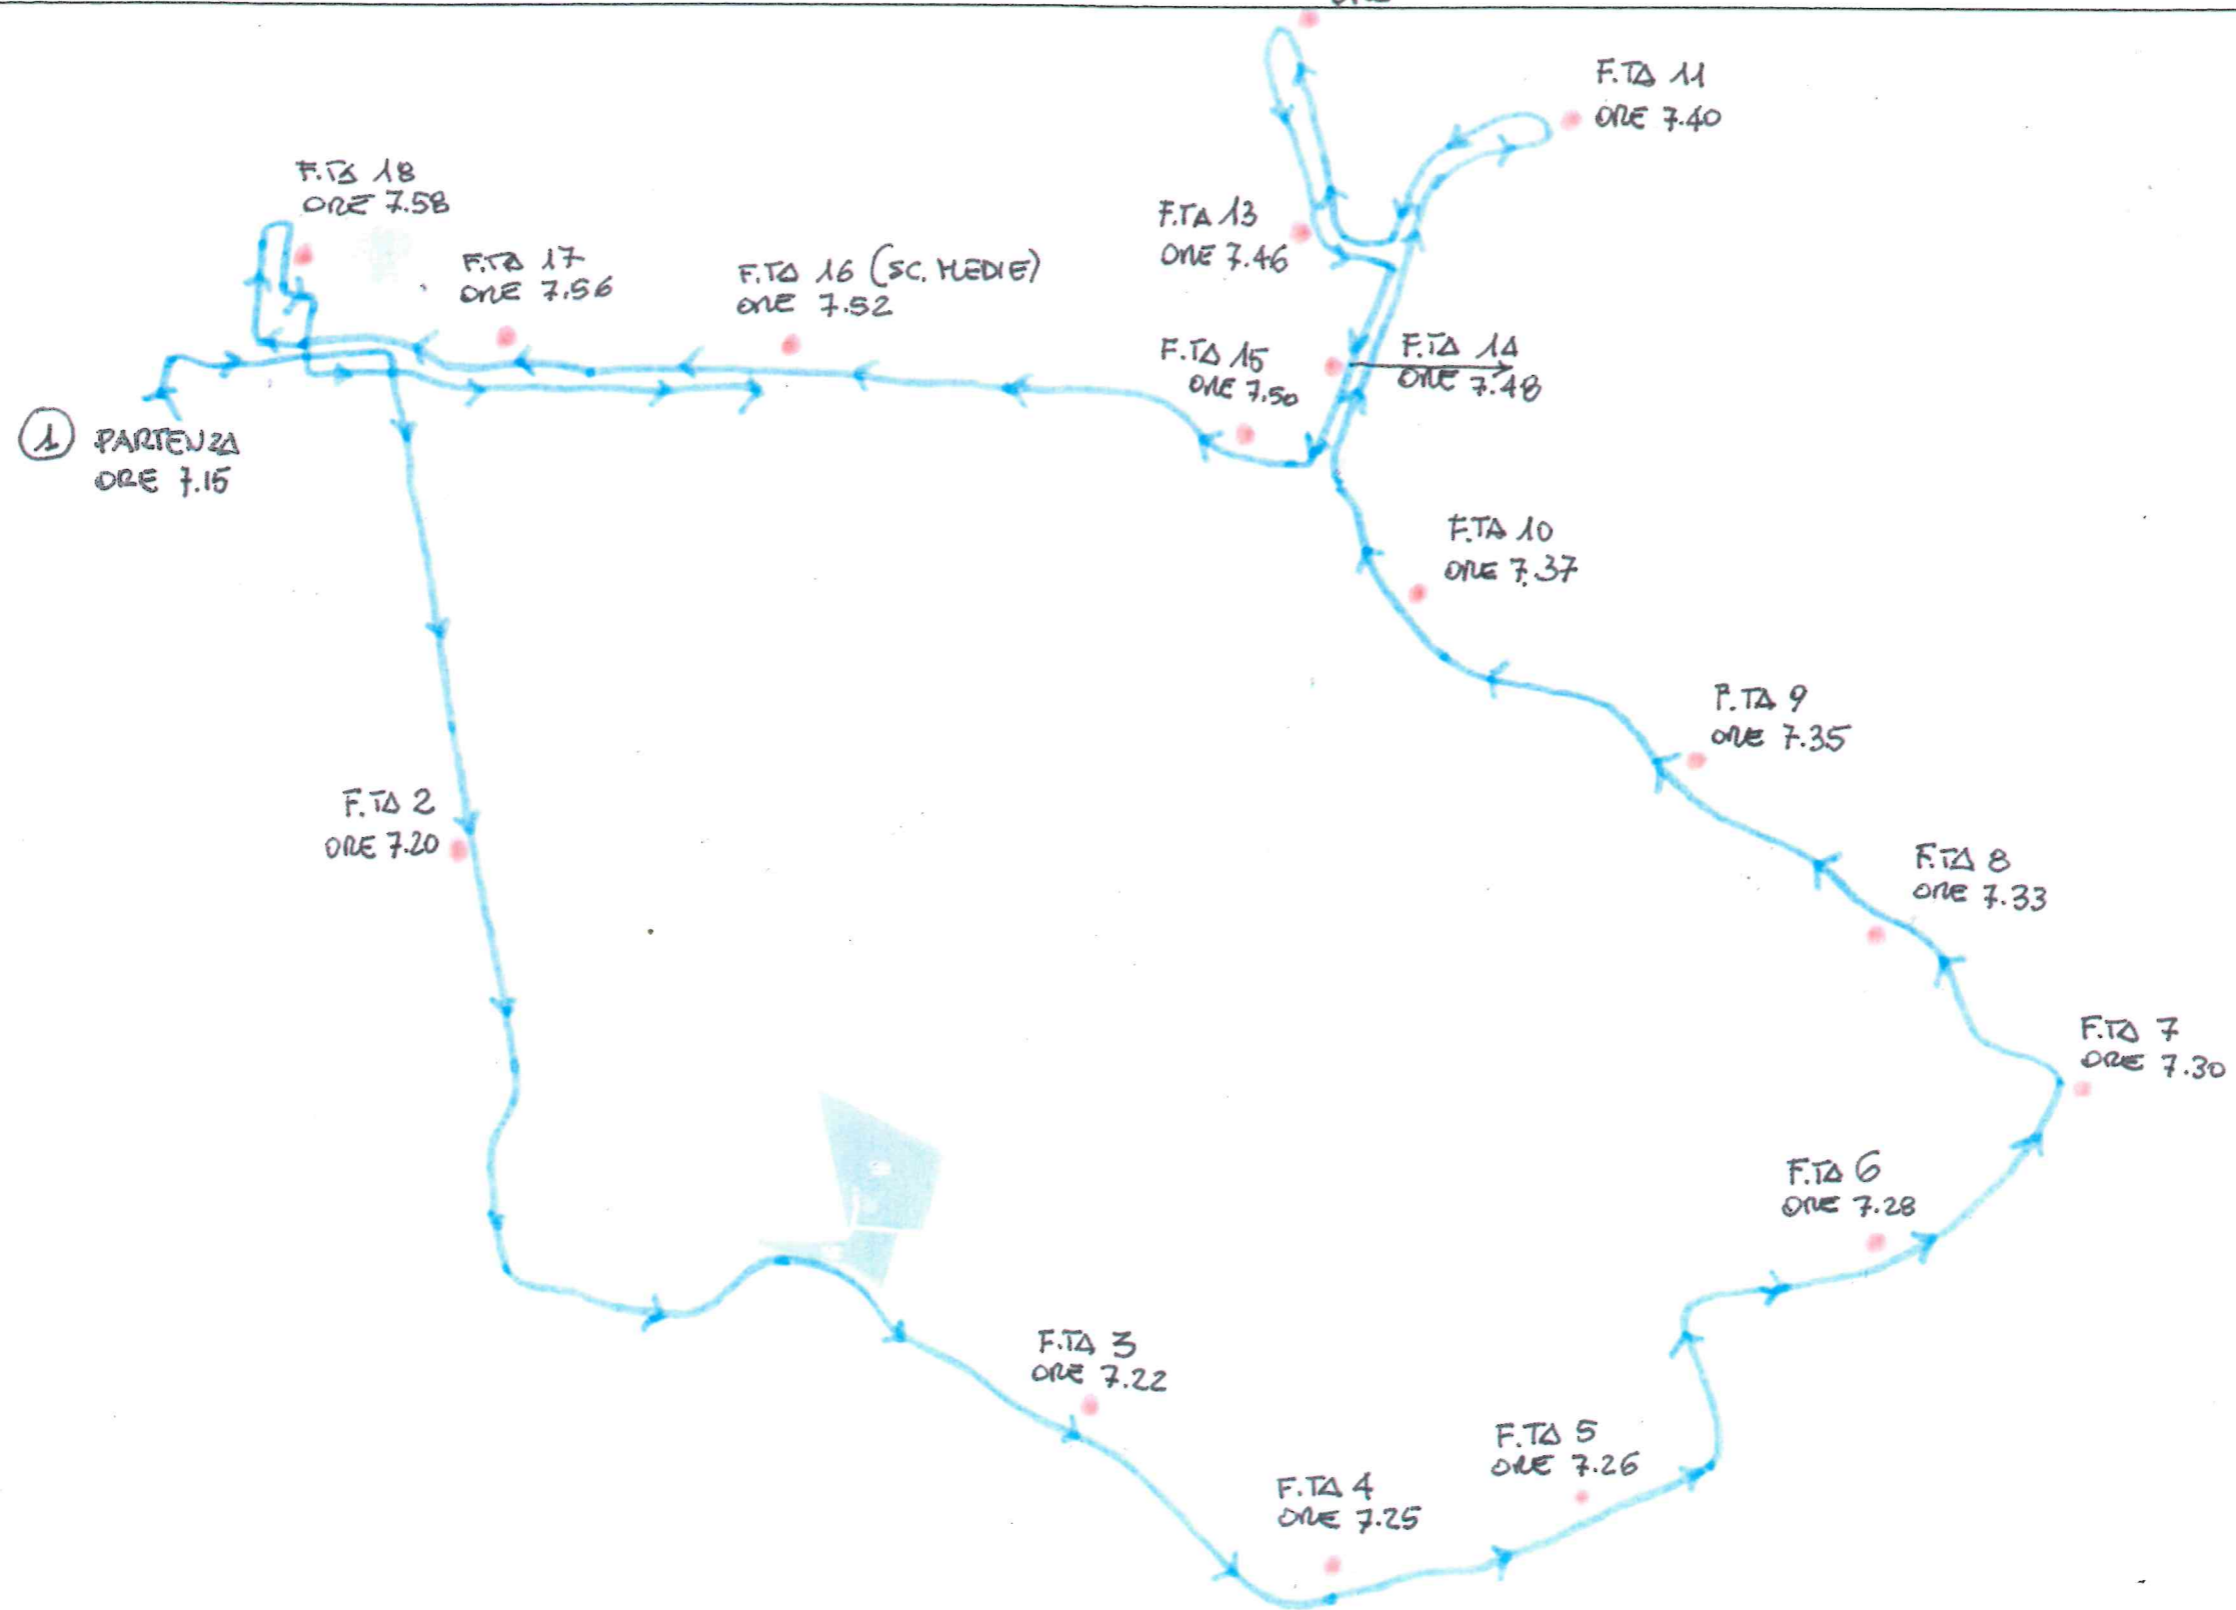 F.TA 11
ORE 7.40
F.TA 18
ORE 7.58
F.TA 13
ORE 7.46
F.TA 17
ORE 7.56
F.TA 16 (SC. MEDIE)
ORE 7.52
F.TA 15
ORE 7.50
F.TA 14
ORE 7.48
1 PARTENZA
ORE 7.15
F.TA 10
ORE 7.37
F.TA 9
ORE 7.35
F.TA 2
ORE 7.20
F.TA 8
ORE 7.33
F.TA 7
ORE 7.30
F.TA 6
ORE 7.28
F.TA 3
ORE 7.22
F.TA 5
ORE 7.26
F.TA 4
ORE 7.25